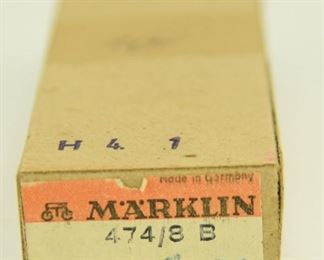 H 4 1
Made in Germany
MÄRKLIN
474/8 B